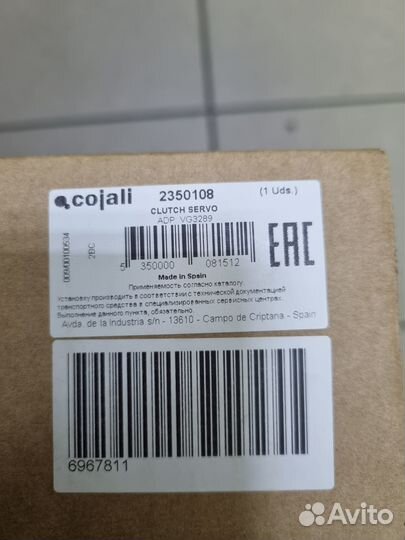 cojali
2350108
(1 Uds.)
CLUTCH SERVO
ADP. VG3289
2BC
EAC
5 350000 081512
Made in Spain
Применяемость согласно каталогу.
Установку производить в соответствии с технической документацией
транспортного средства в специализированных сервисных центрах.
Выполнение данного пункта, обязательно.
Avda. de la Industria s/n - 13610 - Campo de Criptana - Spain
6967811
Avito